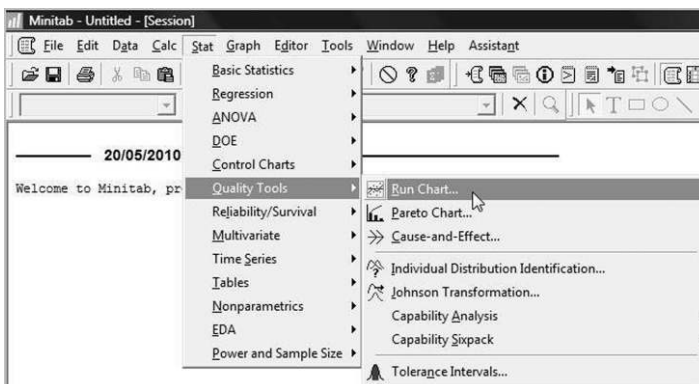 Minitab - Untitled - [Session]
File Edit Data Calc Stat Graph Editor Tools Window Help Assistant
Basic Statistics
Regression
ANOVA
DOE
20/05/2010
Control Charts
Welcome to Minitab, pr
Quality Tools
Run Chart...
Reliability/Survival
Pareto Chart...
Multivariate
Cause-and-Effect...
Time Series
Individual Distribution Identification...
Tables
Johnson Transformation...
Nonparametrics
Capability Analysis
EDA
Capability Sixpack
Power and Sample Size
Tolerance Intervals...